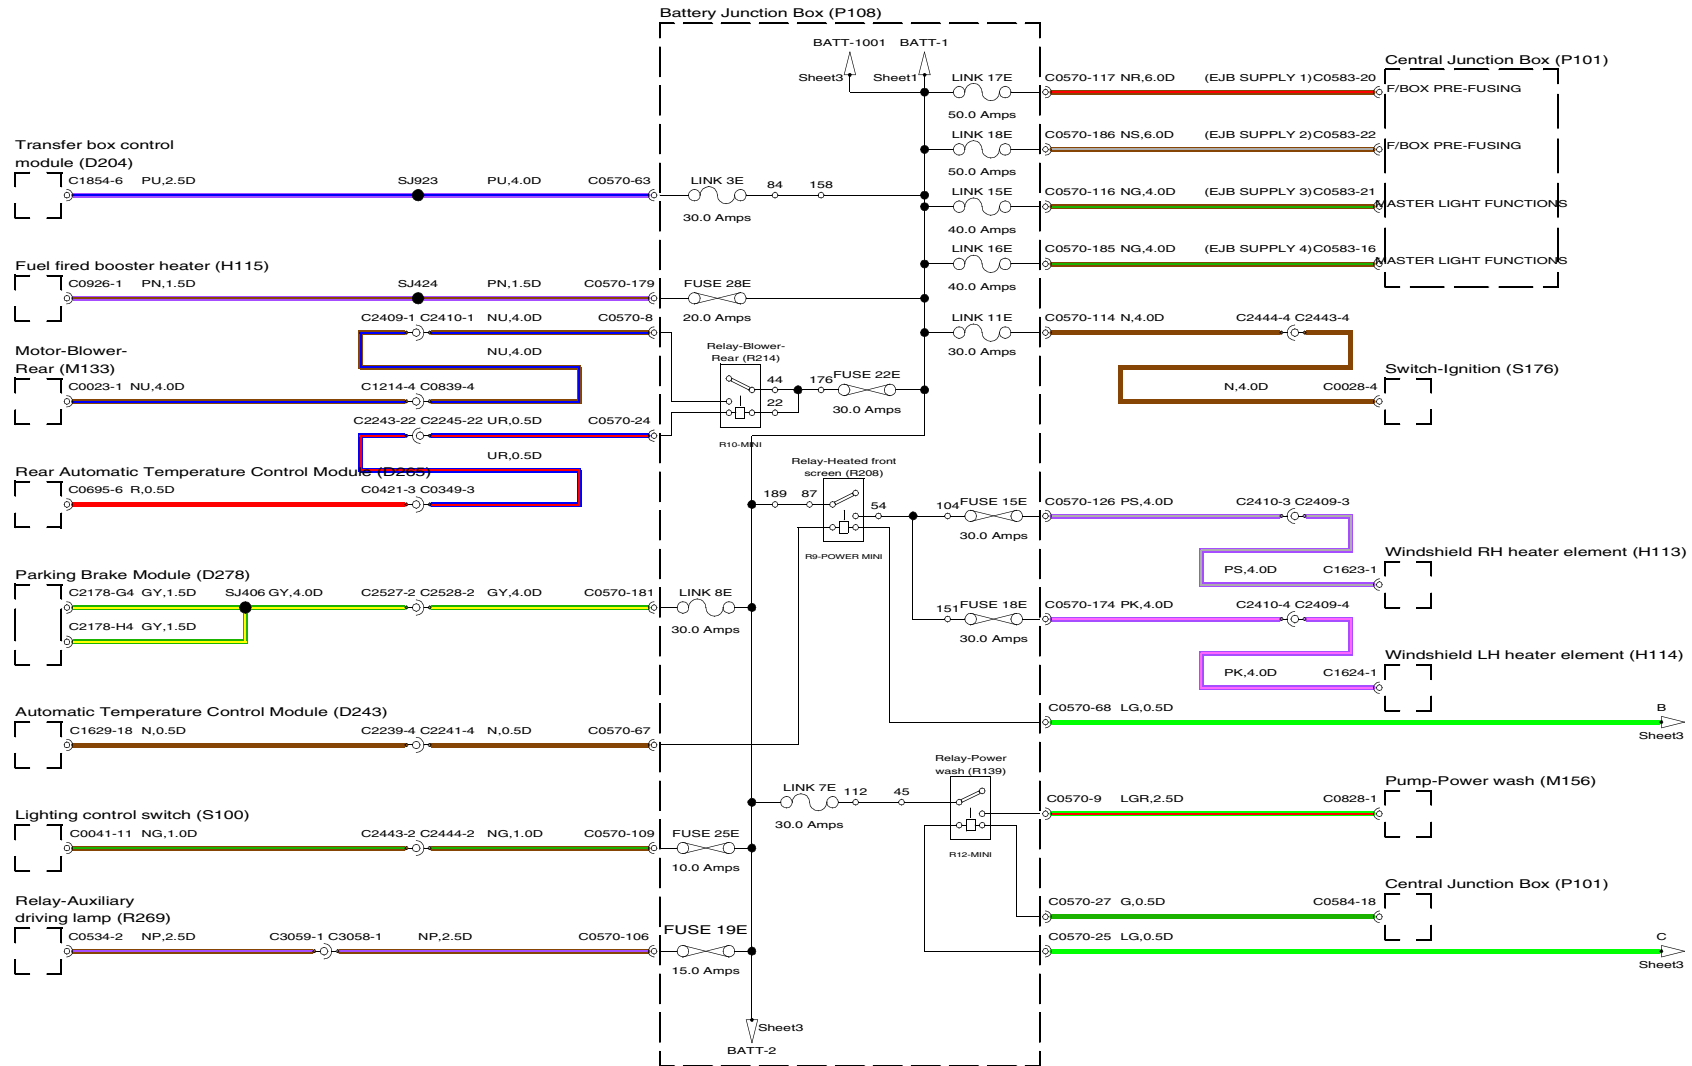 Battery Junction Box (P108)
BATT-1001 BATT-1
Sheet3 Sheet1
LINK 17E
50.0 Amps
C0570-117 NR,6.0D (EJB SUPPLY 1)C0583-20
Central Junction Box (P101)
F/BOX PRE-FUSING
LINK 18E
50.0 Amps
C0570-186 NS,6.0D (EJB SUPPLY 2)C0583-22
F/BOX PRE-FUSING
LINK 15E
40.0 Amps
C0570-116 NG,4.0D (EJB SUPPLY 3)C0583-21
MASTER LIGHT FUNCTIONS
LINK 16E
40.0 Amps
C0570-185 NG,4.0D (EJB SUPPLY 4)C0583-16
MASTER LIGHT FUNCTIONS
Transfer box control
module (D204)
C1854-6 PU,2.5D SJ923 PU,4.0D C0570-63
LINK 3E 84 158
30.0 Amps
Fuel fired booster heater (H115)
C0926-1 PN,1.5D SJ424 PN,1.5D C0570-179
FUSE 28E
20.0 Amps
C2409-1 C2410-1 NU,4.0D C0570-8
NU,4.0D
Motor-Blower-
Rear (M133)
C0023-1 NU,4.0D C1214-4 C0839-4
Relay-Blower-
Rear (R214)
44 176 FUSE 22E
22 30.0 Amps
R10-MINI
LINK 11E
30.0 Amps
C0570-114 N,4.0D C2444-4 C2443-4
Switch-Ignition (S176)
N,4.0D C0028-4
C2243-22 C2245-22 UR,0.5D C0570-24
UR,0.5D
Rear Automatic Temperature Control Module (D265)
C0695-6 R,0.5D C0421-3 C0349-3
Relay-Heated front
screen (R208)
189 87 54
R9-POWER MINI
104 FUSE 15E
30.0 Amps
C0570-126 PS,4.0D C2410-3 C2409-3
Windshield RH heater element (H113)
PS,4.0D C1623-1
151 FUSE 18E
30.0 Amps
C0570-174 PK,4.0D C2410-4 C2409-4
Windshield LH heater element (H114)
PK,4.0D C1624-1
Parking Brake Module (D278)
C2178-G4 GY,1.5D SJ406 GY,4.0D C2527-2 C2528-2 GY,4.0D C0570-181
C2178-H4 GY,1.5D
LINK 8E
30.0 Amps
C0570-68 LG,0.5D B
Sheet3
Automatic Temperature Control Module (D243)
C1629-18 N,0.5D C2239-4 C2241-4 N,0.5D C0570-67
Relay-Power
wash (R139)
LINK 7E 112 45
30.0 Amps
R12-MINI
Pump-Power wash (M156)
C0570-9 LGR,2.5D C0828-1
Lighting control switch (S100)
C0041-11 NG,1.0D C2443-2 C2444-2 NG,1.0D C0570-109
FUSE 25E
10.0 Amps
Central Junction Box (P101)
C0570-27 G,0.5D C0584-18
Relay-Auxiliary
driving lamp (R269)
C0534-2 NP,2.5D C3059-1 C3058-1 NP,2.5D C0570-106
FUSE 19E
15.0 Amps
C0570-25 LG,0.5D C
Sheet3
Sheet3
BATT-2